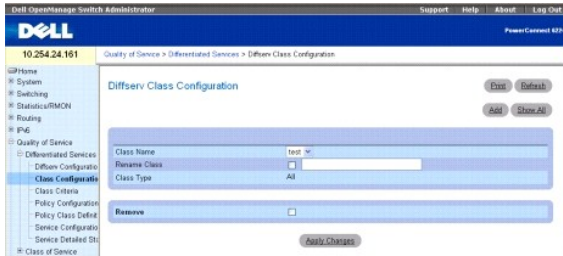 Dell OpenManage Switch Administrator
Support Help About Log Out
DELL
PowerConnect 622
10.254.24.161
Quality of Service > Differentiated Services > Diffserv Class Configuration
Home
System
Switching
Statistics/RMON
Routing
IPv6
Quality of Service
Differentiated Services
Diffserv Configuratio
Class Configuratio
Class Criteria
Policy Configuration
Policy Class Definit
Service Configuratio
Service Detailed Sta
Class of Service
Diffserv Class Configuration
Print Refresh
Add Show All
Class Name test
Rename Class
Class Type All
Remove
Apply Changes